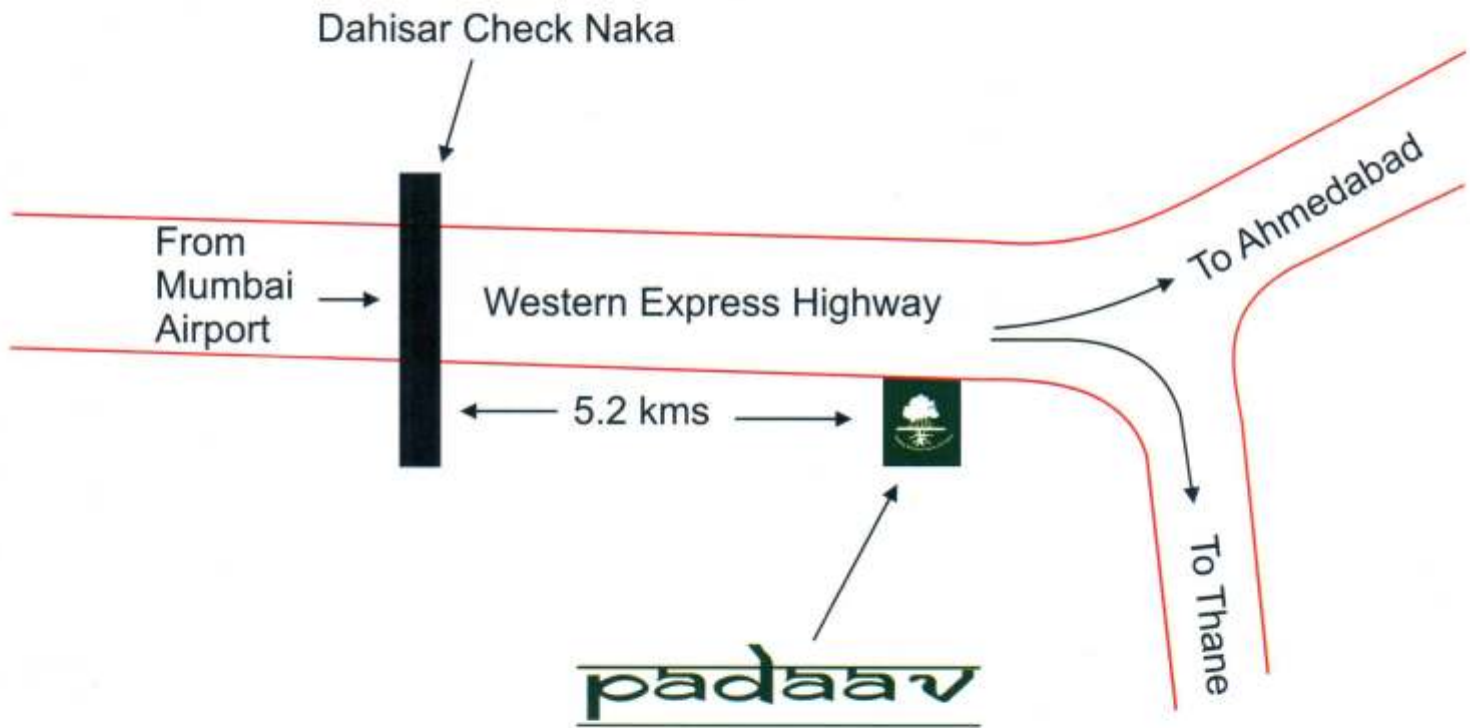 Dahisar Check Naka
From
Mumbai
Airport
Western Express Highway
To Ahmedabad
5.2 kms
To Thane
padaav